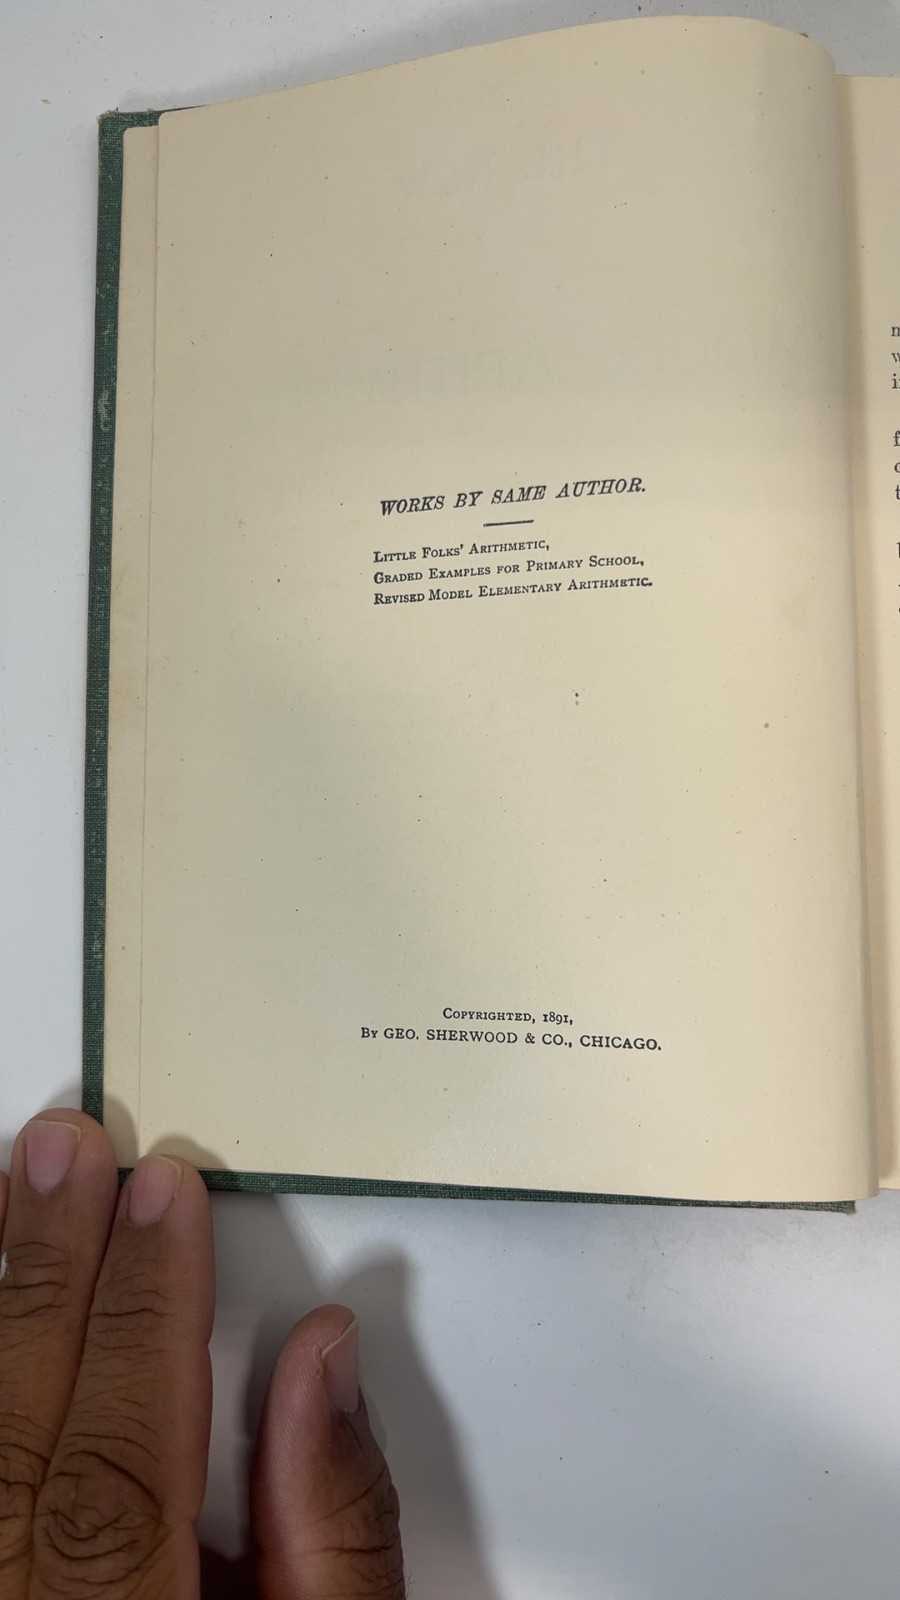 WORKS BY SAME AUTHOR.
LITTLE FOLKS' ARITHMETIC,
GRADED EXAMPLES FOR PRIMARY SCHOOL,
REVISED MODEL ELEMENTARY ARITHMETIC.
COPYRIGHTED, 1891,
BY GEO. SHERWOOD & CO., CHICAGO.